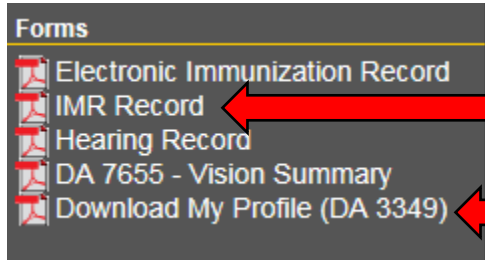 Forms
Electronic Immunization Record
IMR Record
Hearing Record
DA 7655 - Vision Summary
Download My Profile (DA 3349)